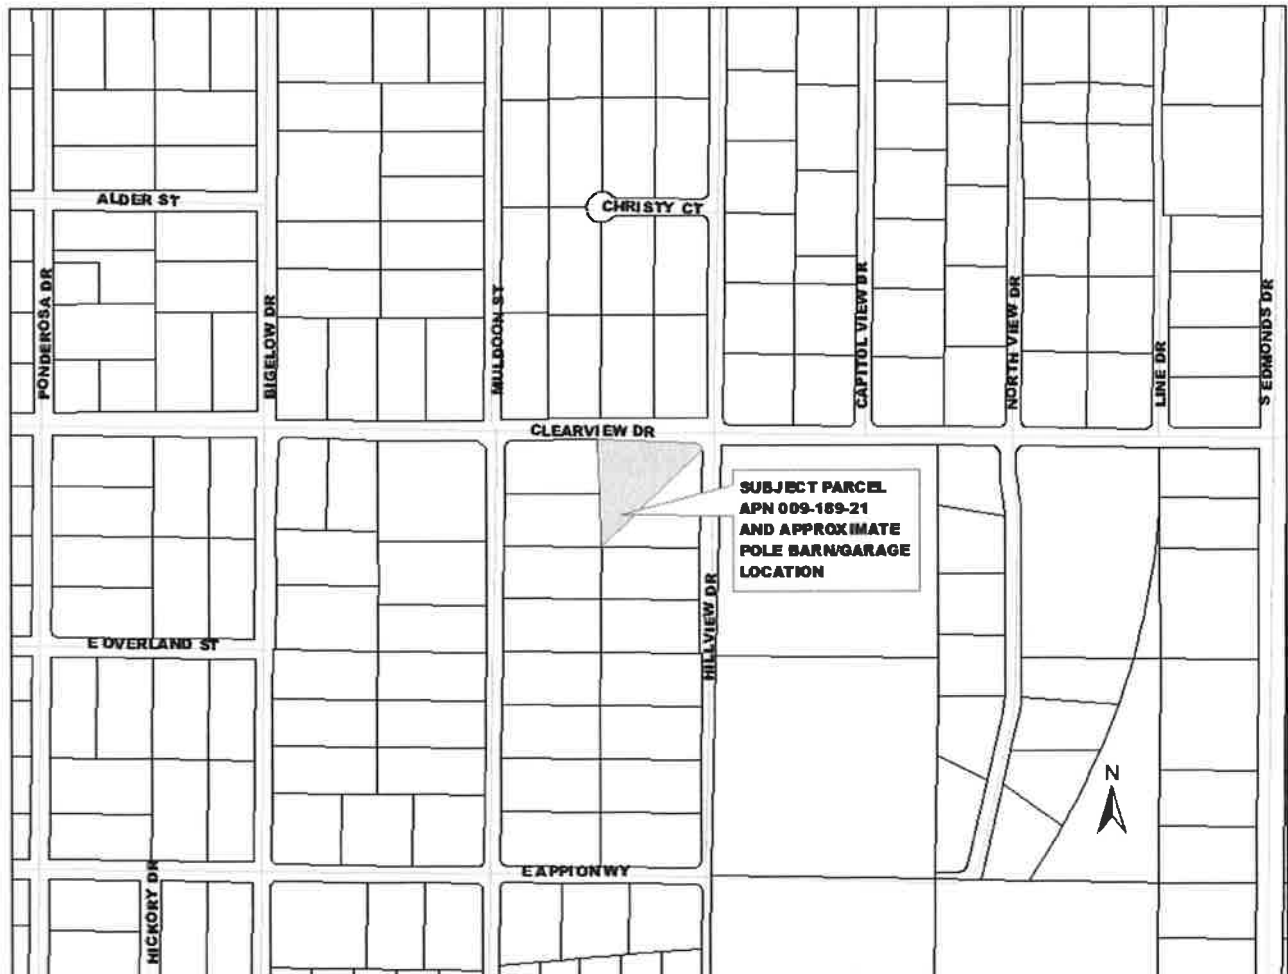 ALDER ST
CHRISTY CT
PONDEROSA DR
BIGELOW DR
MULDOON ST
CAPITOL VIEW DR
NORTH VIEW DR
LINE DR
S EDMONDS DR
CLEARVIEW DR
SUBJECT PARCEL
APN 009-189-21
AND APPROXIMATE
POLE BARN/GARAGE
LOCATION
HILLVIEW DR
E OVERLAND ST
N
E APPION WY
HICKORY DR